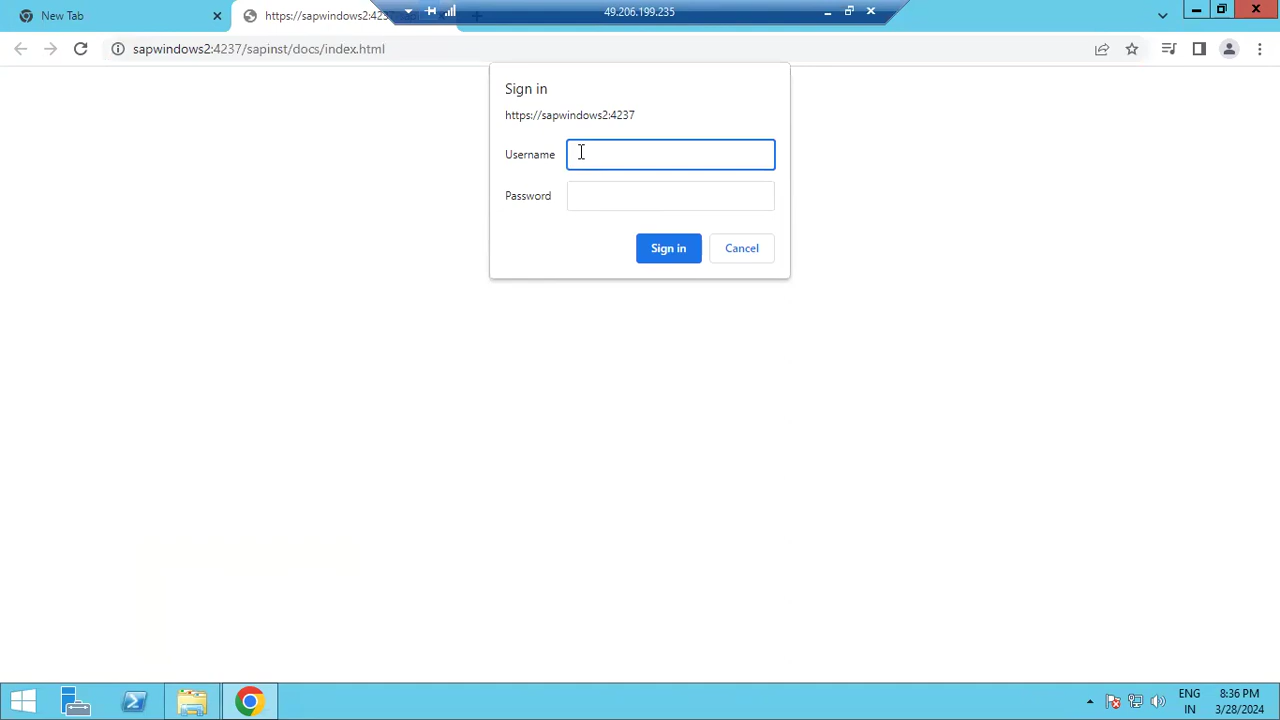 New Tab
https://sapwindows2:4237
49.206.199.235
sapwindows2:4237/sapinst/docs/index.html
Sign in
https://sapwindows2:4237
Username
Password
Sign in
Cancel
ENG
IN
8:36 PM
3/28/2024